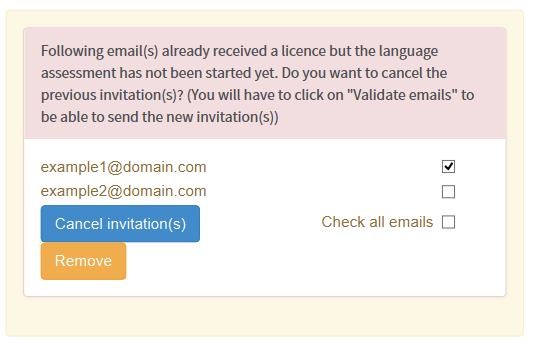 Following email(s) already received a licence but the language
assessment has not been started yet. Do you want to cancel the
previous invitation(s)? (You will have to click on "Validate emails" to
be able to send the new invitation(s))
example1@domain.com
example2@domain.com
Cancel invitation(s)
Check all emails
Remove